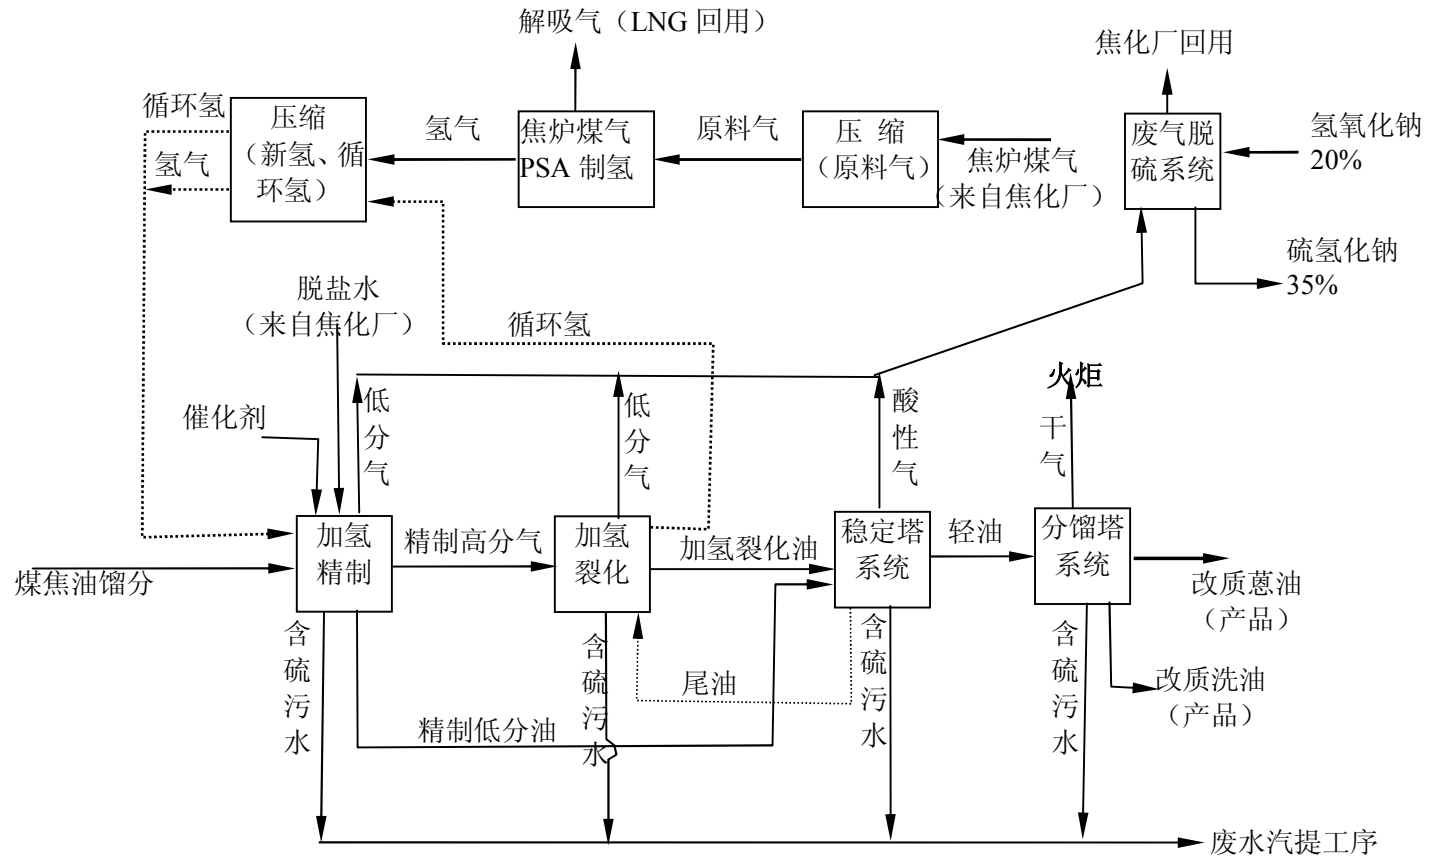 解吸气（LNG 回用）
焦化厂回用
循环氢
氢气
压缩
（新氢、循
环氢）
氢气
焦炉煤气
PSA 制氢
原料气
压 缩
（原料气）
焦炉煤气
（来自焦化厂）
废气脱
硫系统
氢氧化钠
20%
硫氢化钠
35%
脱盐水
（来自焦化厂）
循环氢
催化剂
低
分
气
低
分
气
酸
性
气
火炬
干
气
煤焦油馏分
加氢
精制
精制高分气
加氢
裂化
加氢裂化油
稳定塔
系统
轻油
分馏塔
系统
改质蒽油
（产品）
改质洗油
（产品）
含
硫
污
水
精制低分油
含
硫
污
水
尾油
含
硫
污
水
含
硫
污
水
废水汽提工序